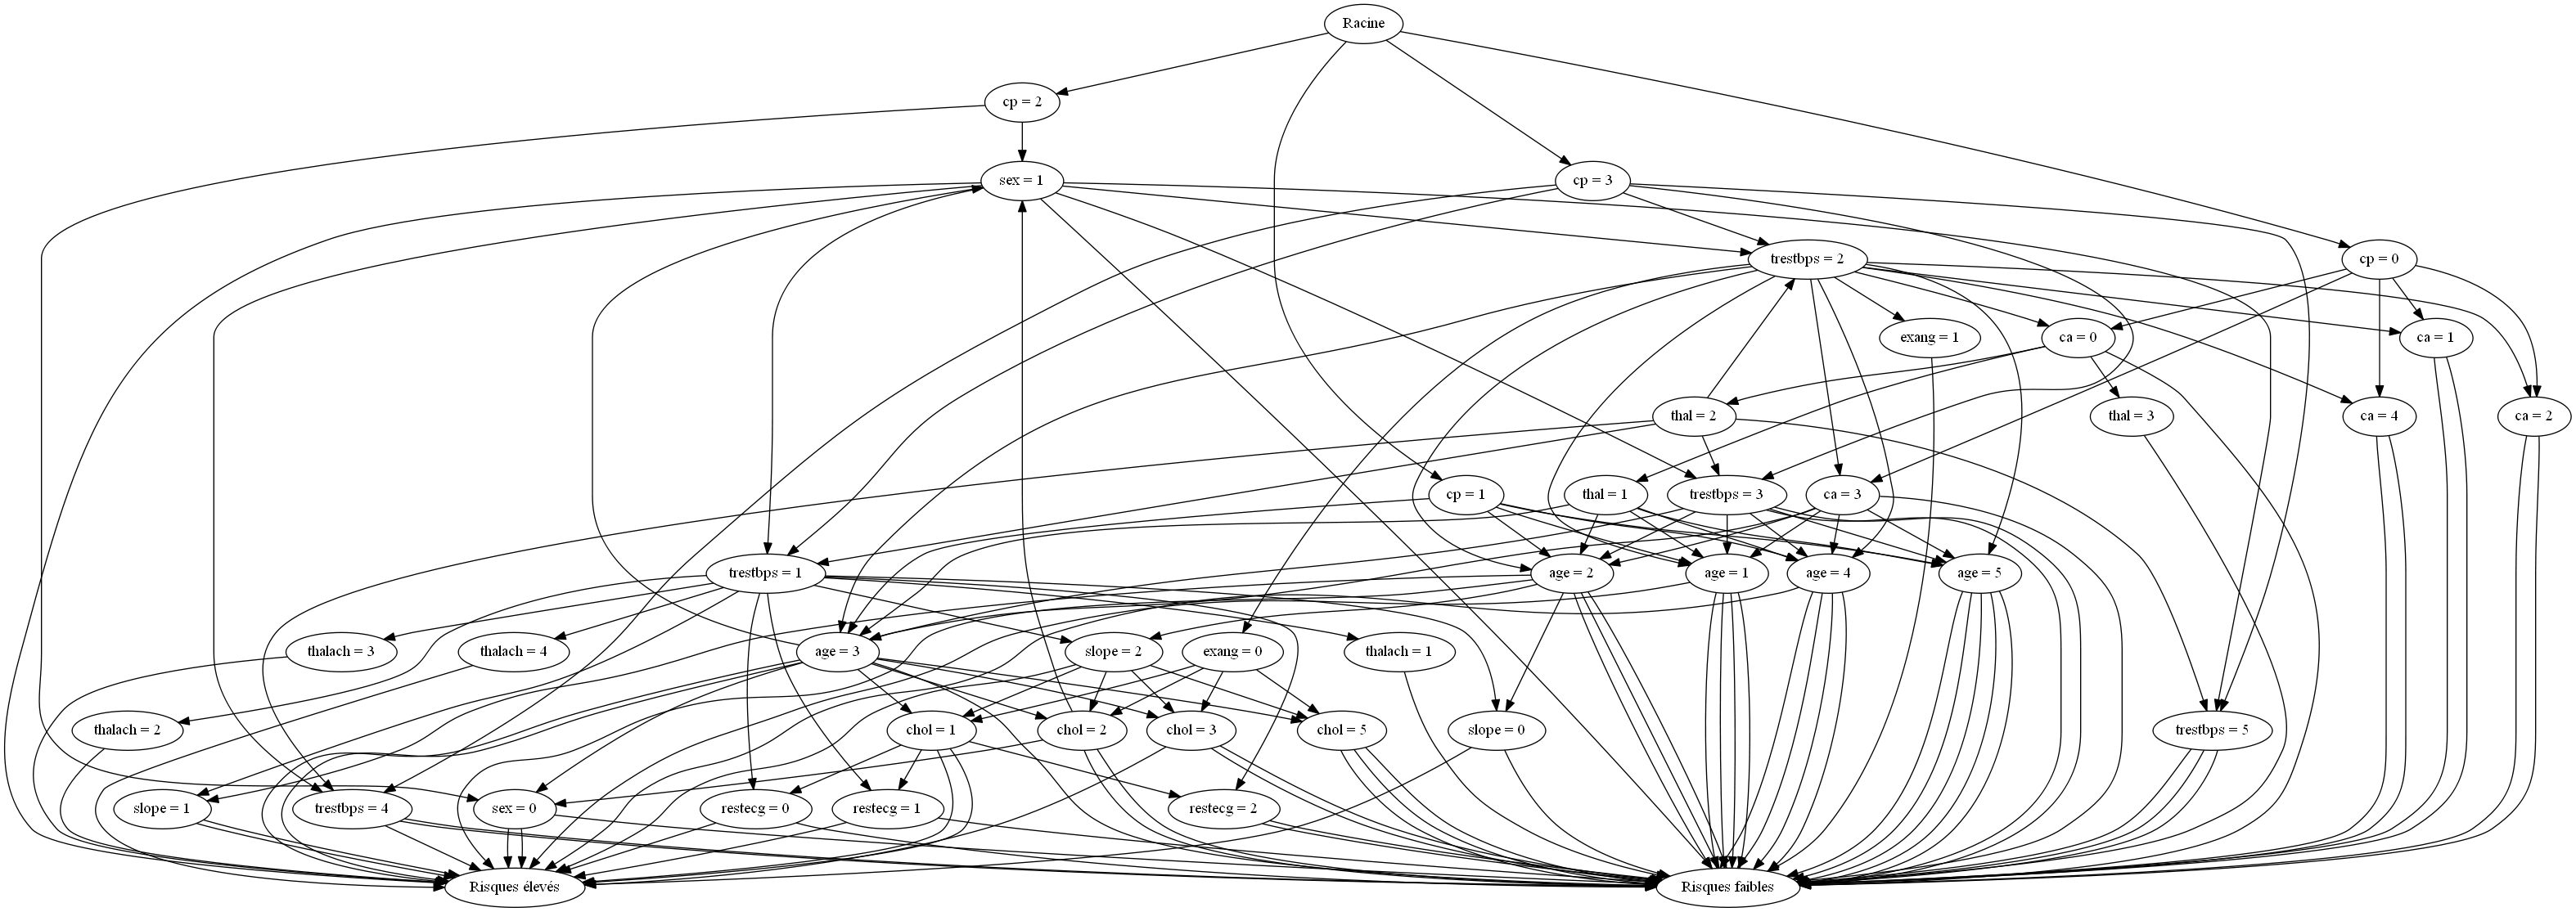 Racine
cp = 2
sex = 1
cp = 3
trestbps = 2
cp = 0
exang = 1
ca = 0
ca = 1
thal = 2
thal = 3
ca = 4
ca = 2
cp = 1
thal = 1
trestbps = 3
ca = 3
trestbps = 1
age = 2
age = 1
age = 4
age = 5
thalach = 3
thalach = 4
age = 3
slope = 2
exang = 0
thalach = 1
thalach = 2
chol = 1
chol = 2
chol = 3
chol = 5
slope = 0
trestbps = 5
slope = 1
trestbps = 4
sex = 0
restecg = 0
restecg = 1
restecg = 2
Risques élevés
Risques faibles